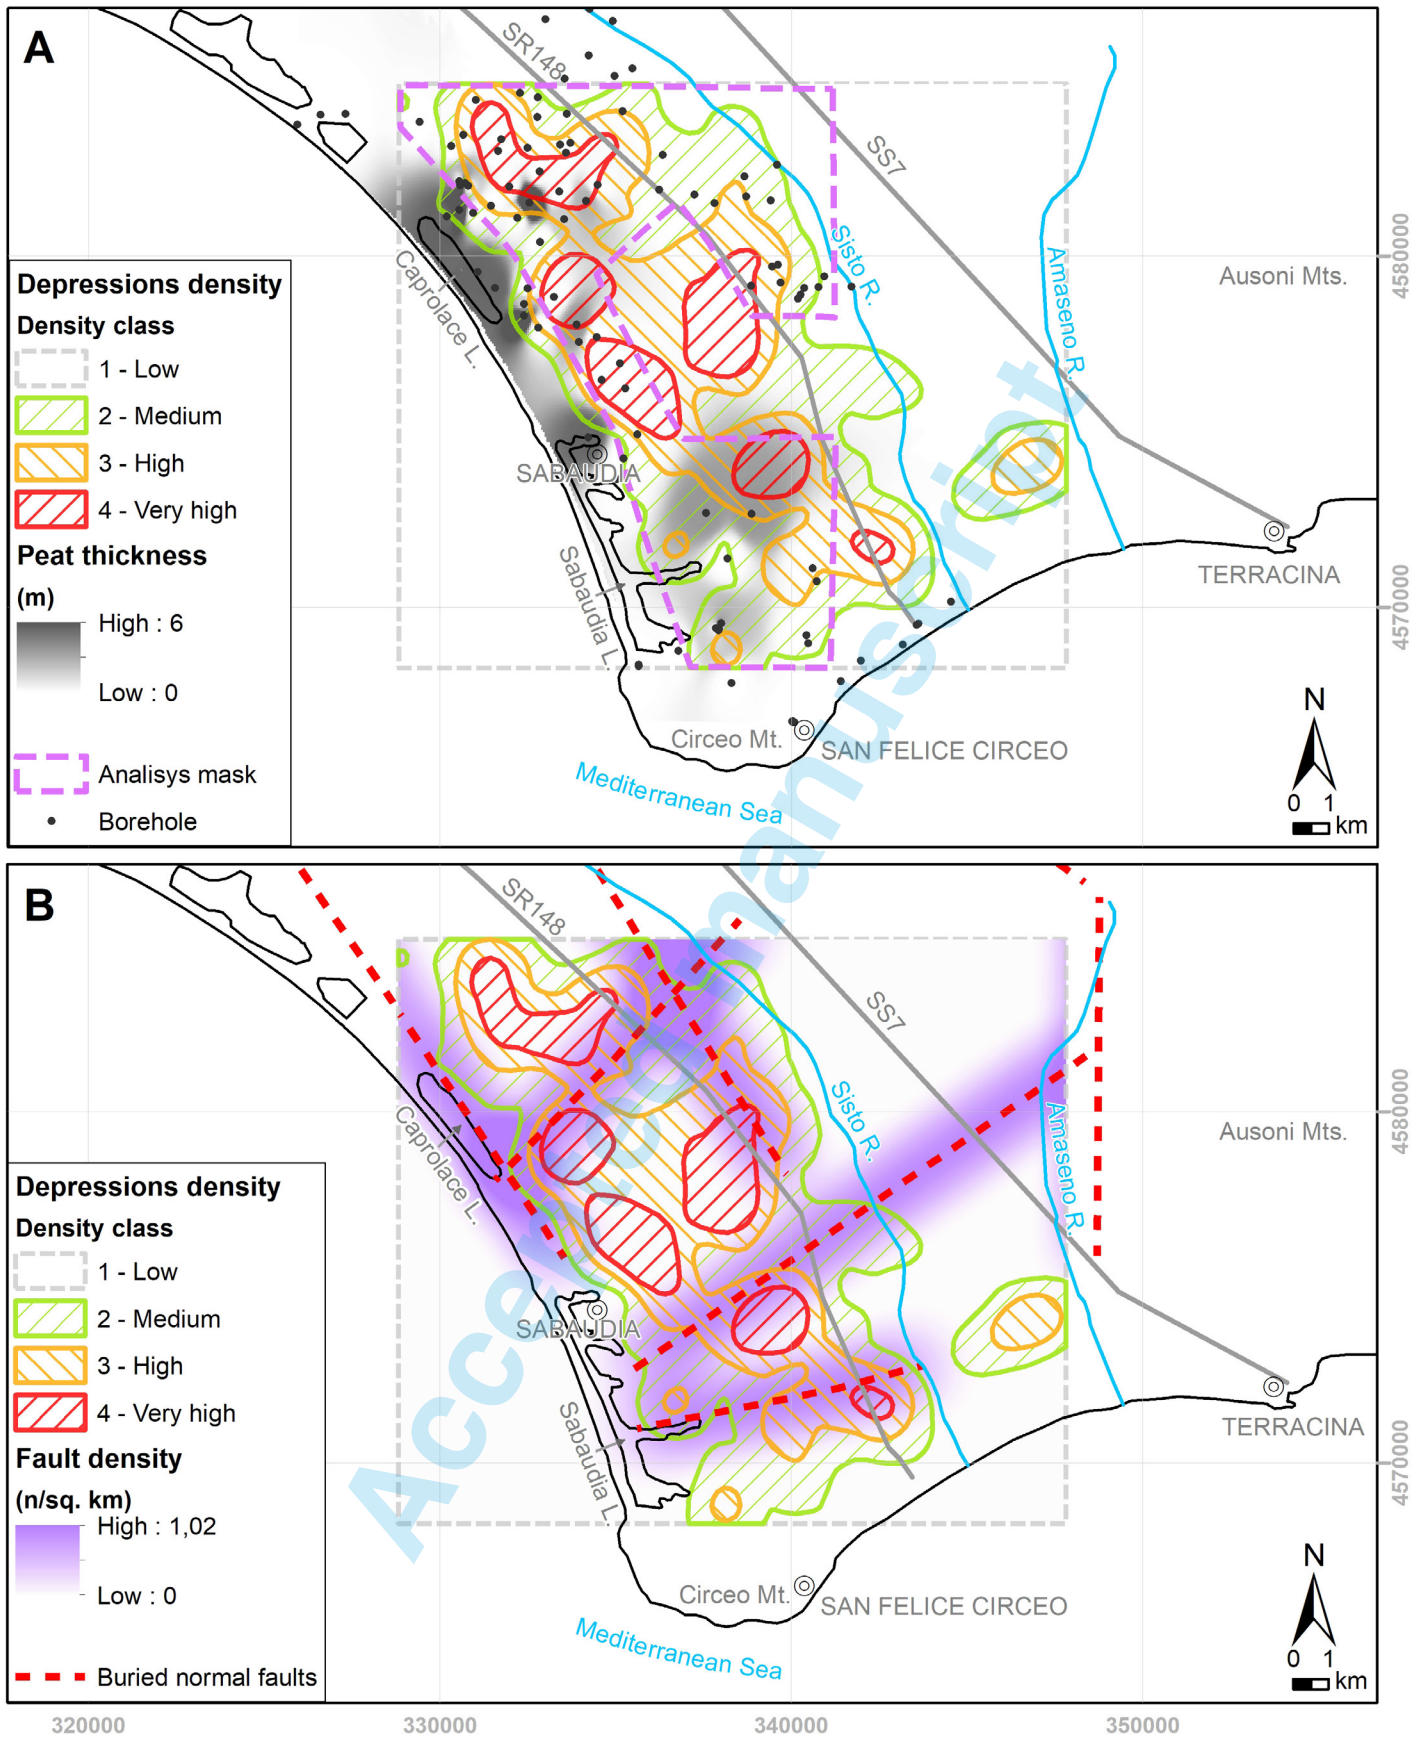 A
SR148
SS7
Sisto R.
Amaseno R.
Ausoni Mts.
Caprolace L.
SABAUDIA
Sabaudia L.
TERRACINA
Circeo Mt.
SAN FELICE CIRCEO
Mediterranean Sea
4580000
4570000
Depressions density
Density class
1 - Low
2 - Medium
3 - High
4 - Very high
Peat thickness
(m)
High : 6
Low : 0
Analisys mask
Borehole
N
0 1
km
Accepted manuscript
B
SR148
SS7
Sisto R.
Amaseno R.
Ausoni Mts.
Caprolace L.
SABAUDIA
Sabaudia L.
TERRACINA
Circeo Mt.
SAN FELICE CIRCEO
Mediterranean Sea
4580000
4570000
Depressions density
Density class
1 - Low
2 - Medium
3 - High
4 - Very high
Fault density
(n/sq. km)
High : 1,02
Low : 0
Buried normal faults
N
0 1
km
320000
330000
340000
350000